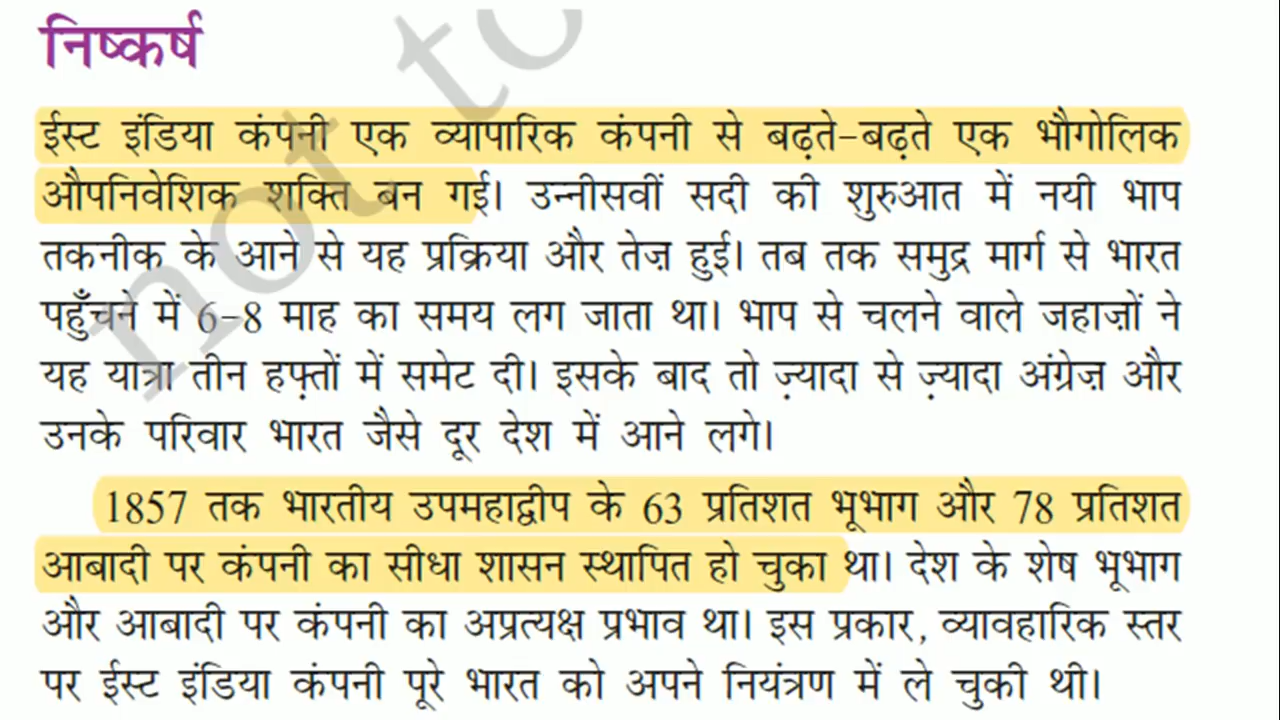 निष्कर्ष
not to
ईस्ट इंडिया कंपनी एक व्यापारिक कंपनी से बढ़ते-बढ़ते एक भौगोलिक
औपनिवेशिक शक्ति बन गई। उन्नीसवीं सदी की शुरुआत में नयी भाप
तकनीक के आने से यह प्रक्रिया और तेज़ हुई। तब तक समुद्र मार्ग से भारत
पहुँचने में 6-8 माह का समय लग जाता था। भाप से चलने वाले जहाज़ों ने
यह यात्रा तीन हफ़्तों में समेट दी। इसके बाद तो ज़्यादा से ज़्यादा अंग्रेज़ और
उनके परिवार भारत जैसे दूर देश में आने लगे।
1857 तक भारतीय उपमहाद्वीप के 63 प्रतिशत भूभाग और 78 प्रतिशत
आबादी पर कंपनी का सीधा शासन स्थापित हो चुका था। देश के शेष भूभाग
और आबादी पर कंपनी का अप्रत्यक्ष प्रभाव था। इस प्रकार, व्यावहारिक स्तर
पर ईस्ट इंडिया कंपनी पूरे भारत को अपने नियंत्रण में ले चुकी थी।